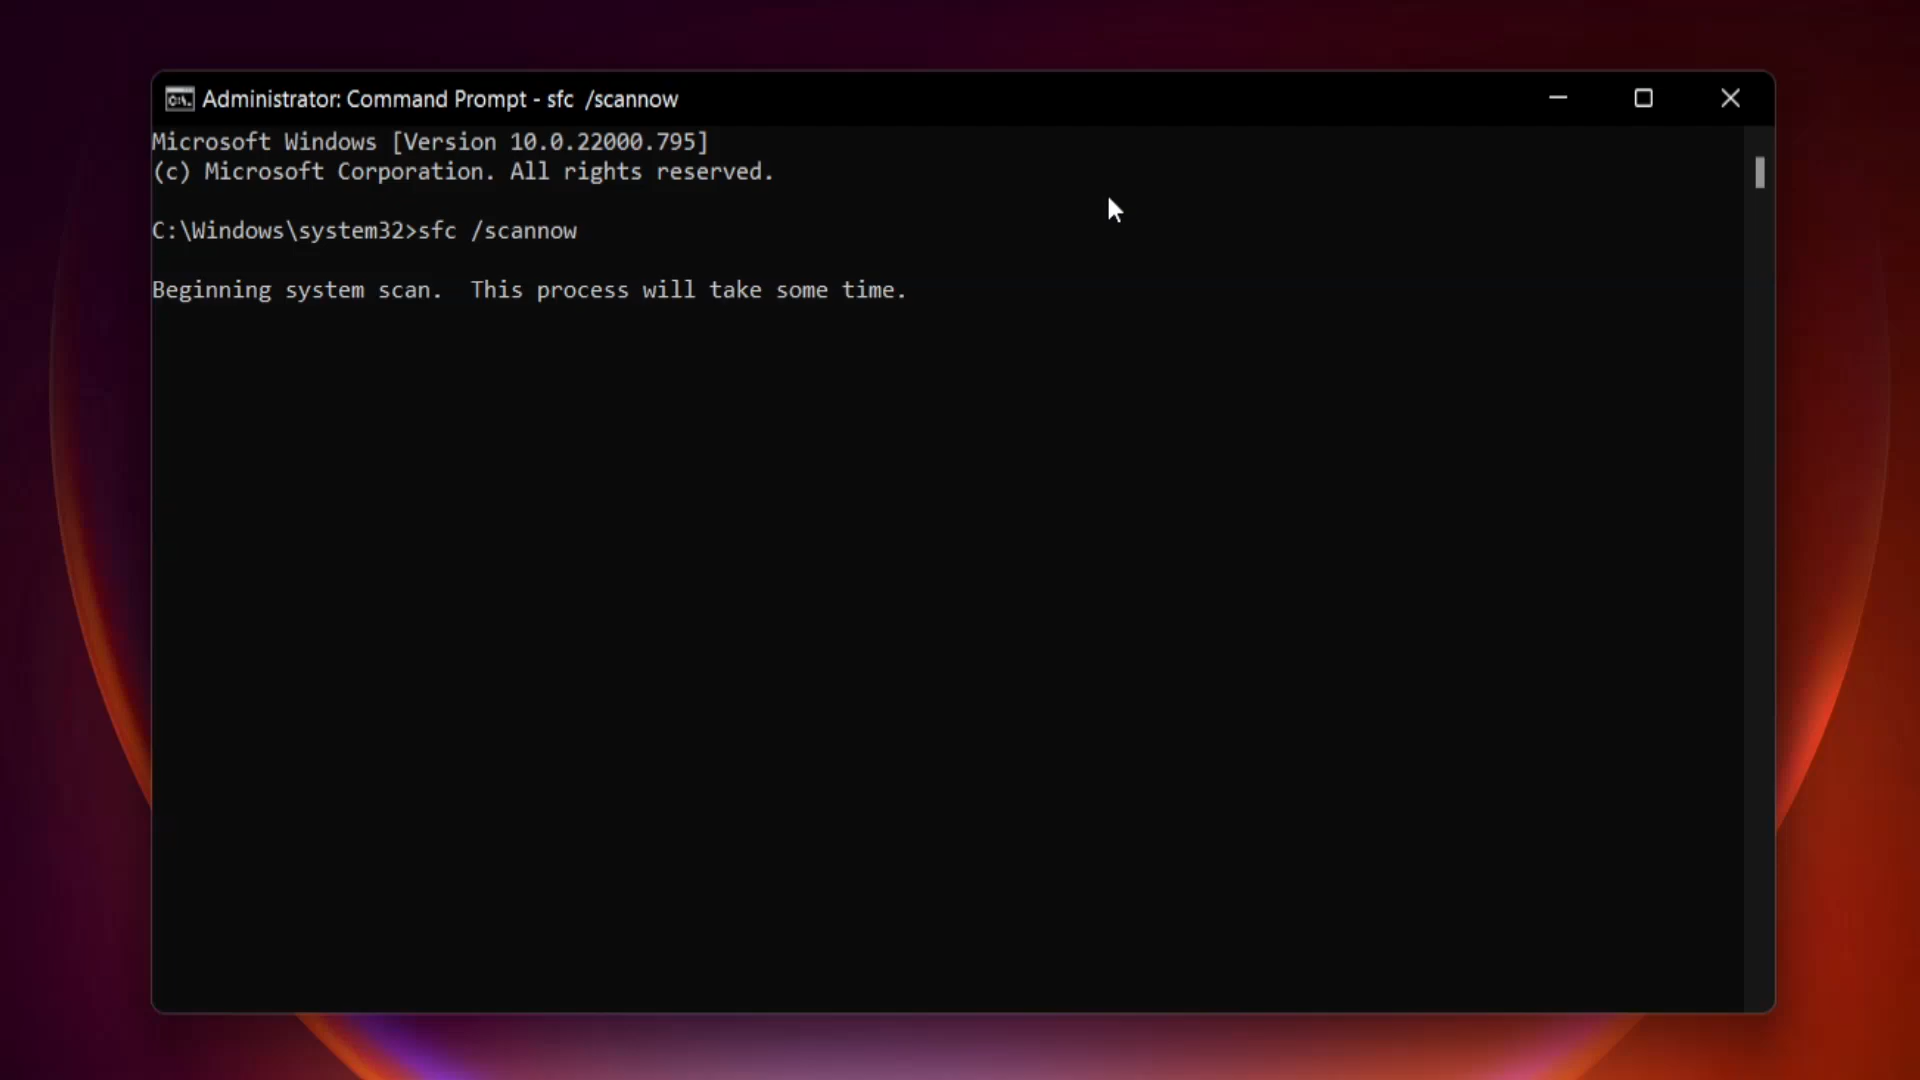 Administrator: Command Prompt - sfc  /scannow
Microsoft Windows [Version 10.0.22000.795]
(c) Microsoft Corporation. All rights reserved.
C:\Windows\system32>sfc /scannow
Beginning system scan.  This process will take some time.